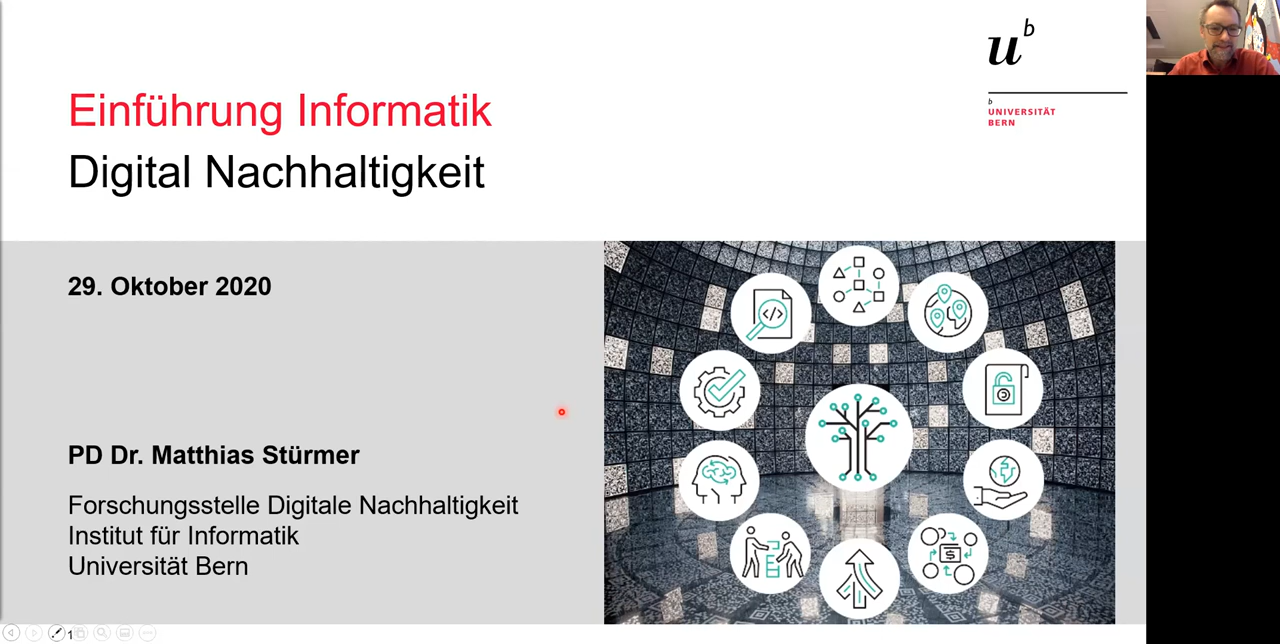 Einführung Informatik
Digital Nachhaltigkeit
u b
b
UNIVERSITÄT
BERN
29. Oktober 2020
PD Dr. Matthias Stürmer
Forschungsstelle Digitale Nachhaltigkeit
Institut für Informatik
Universität Bern
</>
$
1